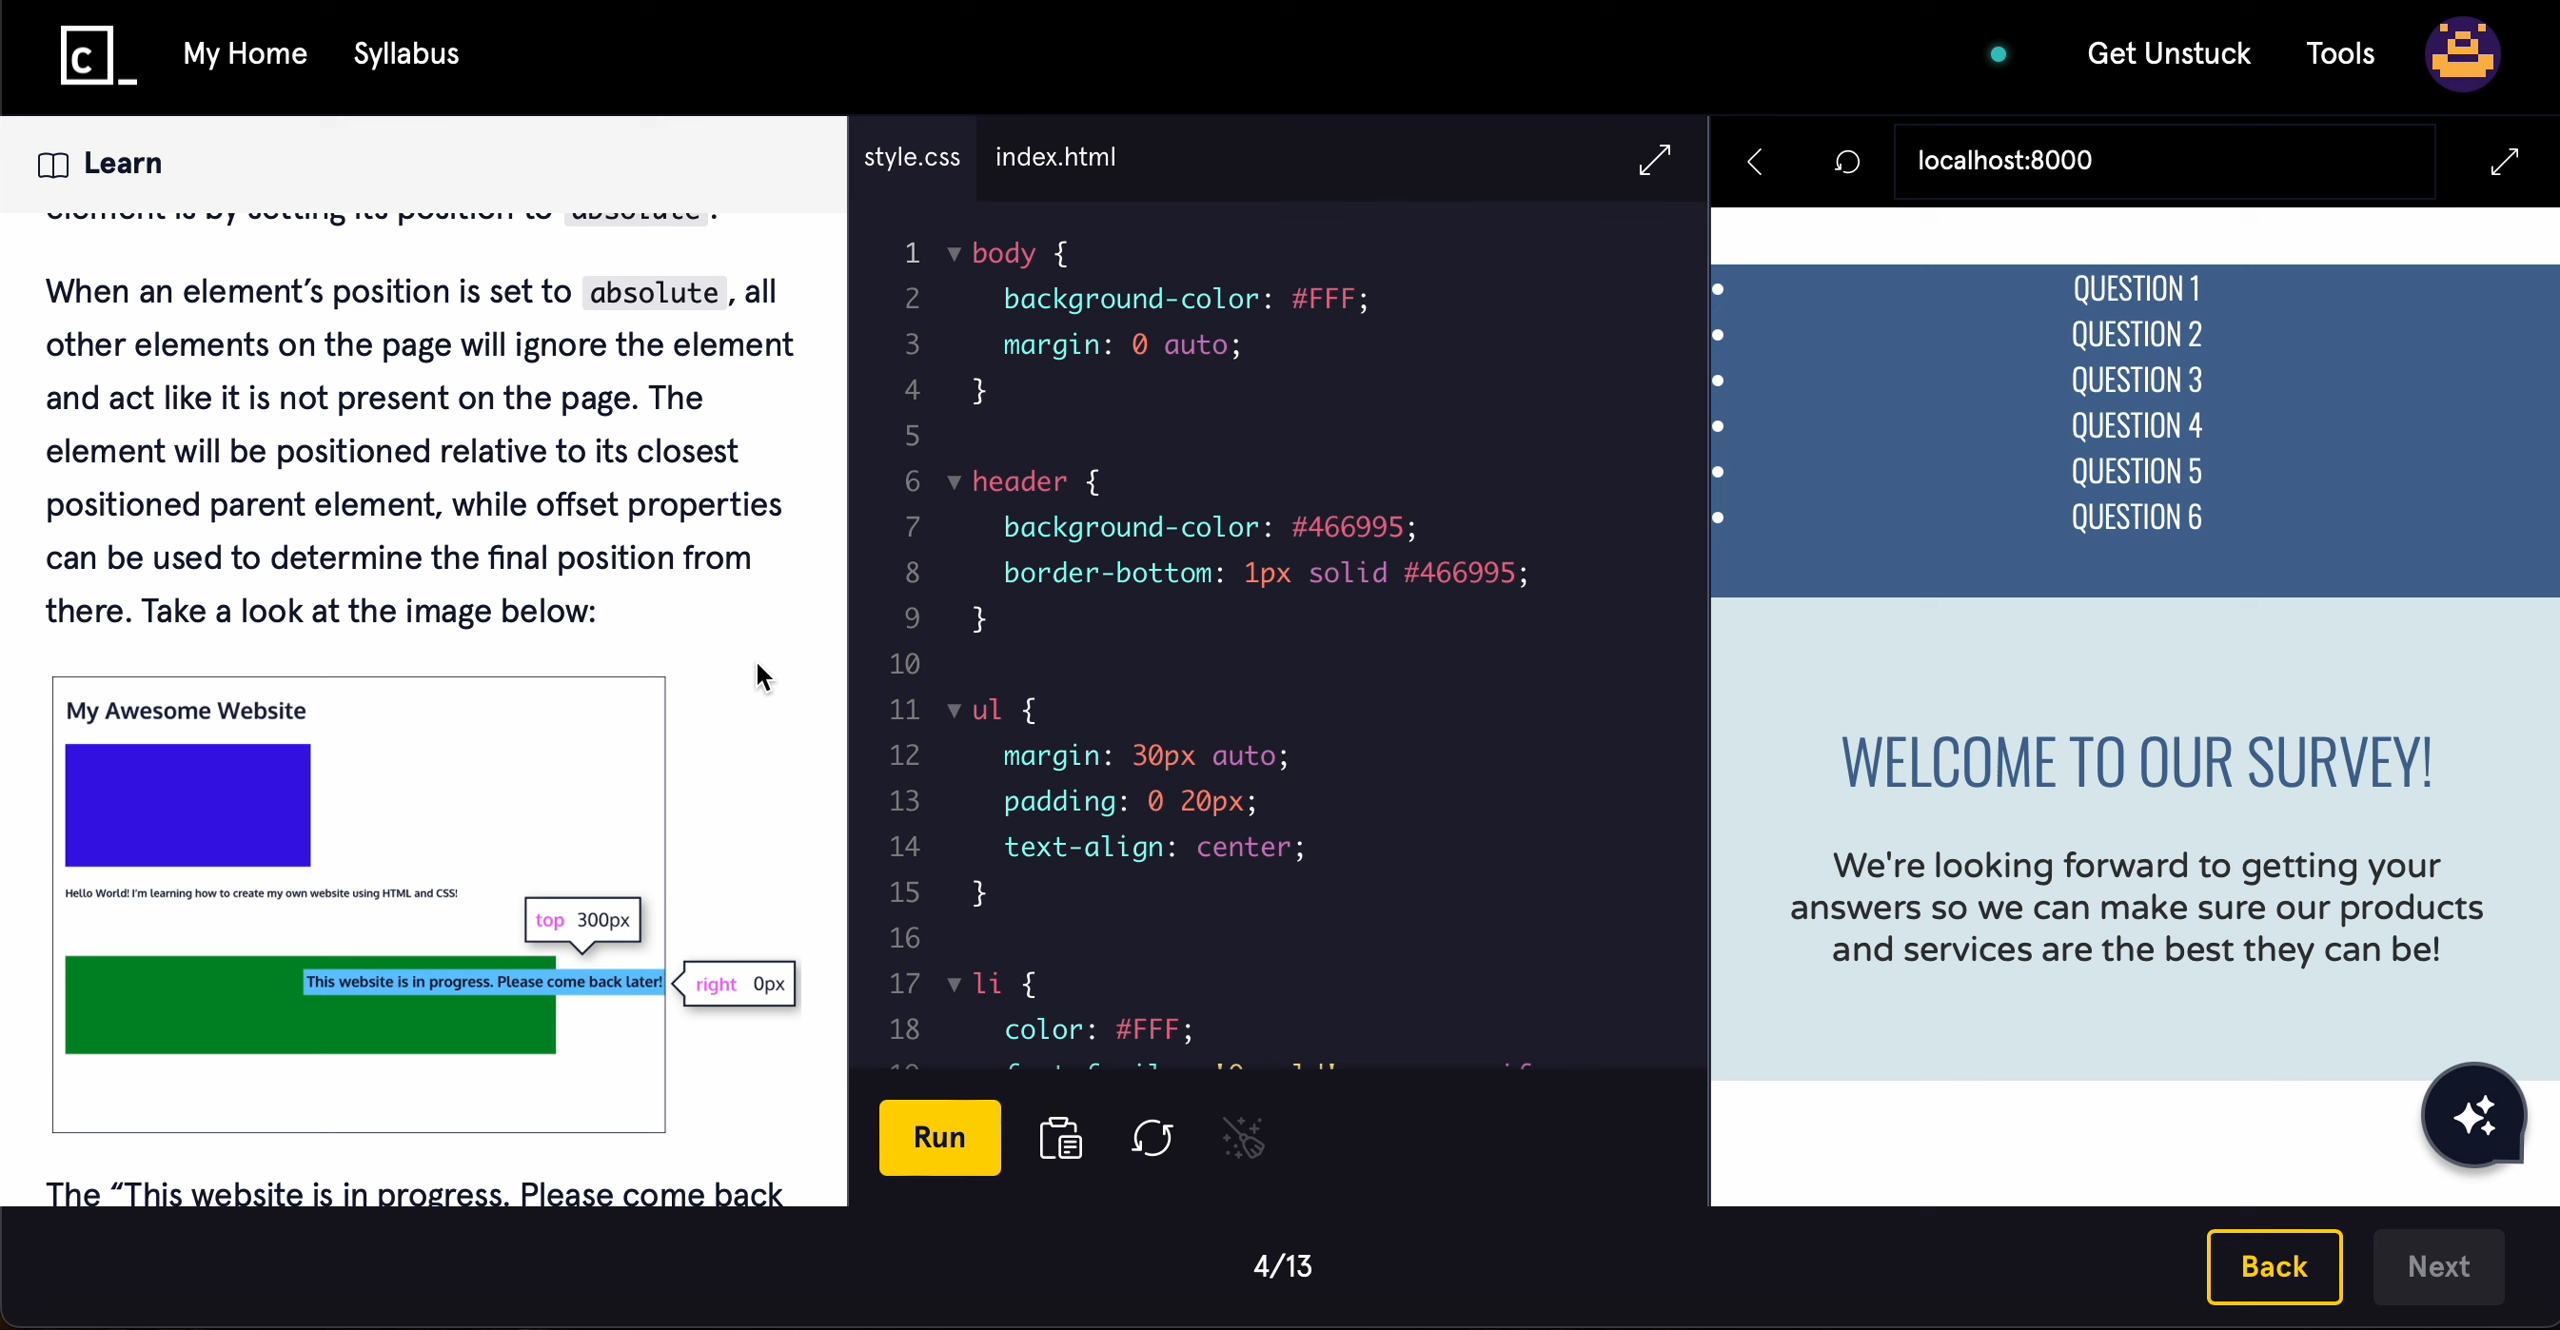 C_
My Home
Syllabus
Get Unstuck
Tools
Learn
element is by setting its position to absolute.
When an element’s position is set to absolute, all
other elements on the page will ignore the element
and act like it is not present on the page. The
element will be positioned relative to its closest
positioned parent element, while offset properties
can be used to determine the final position from
there. Take a look at the image below:
My Awesome Website
Hello World! I'm learning how to create my own website using HTML and CSS!
top 300px
This website is in progress. Please come back later!
right 0px
The “This website is in progress. Please come back
style.css
index.html
1 body {
2 background-color: #FFF;
3 margin: 0 auto;
4 }
5
6 header {
7 background-color: #466995;
8 border-bottom: 1px solid #466995;
9 }
10
11 ul {
12 margin: 30px auto;
13 padding: 0 20px;
14 text-align: center;
15 }
16
17 li {
18 color: #FFF;
Run
localhost:8000
QUESTION 1
QUESTION 2
QUESTION 3
QUESTION 4
QUESTION 5
QUESTION 6
WELCOME TO OUR SURVEY!
We're looking forward to getting your
answers so we can make sure our products
and services are the best they can be!
4/13
Back
Next